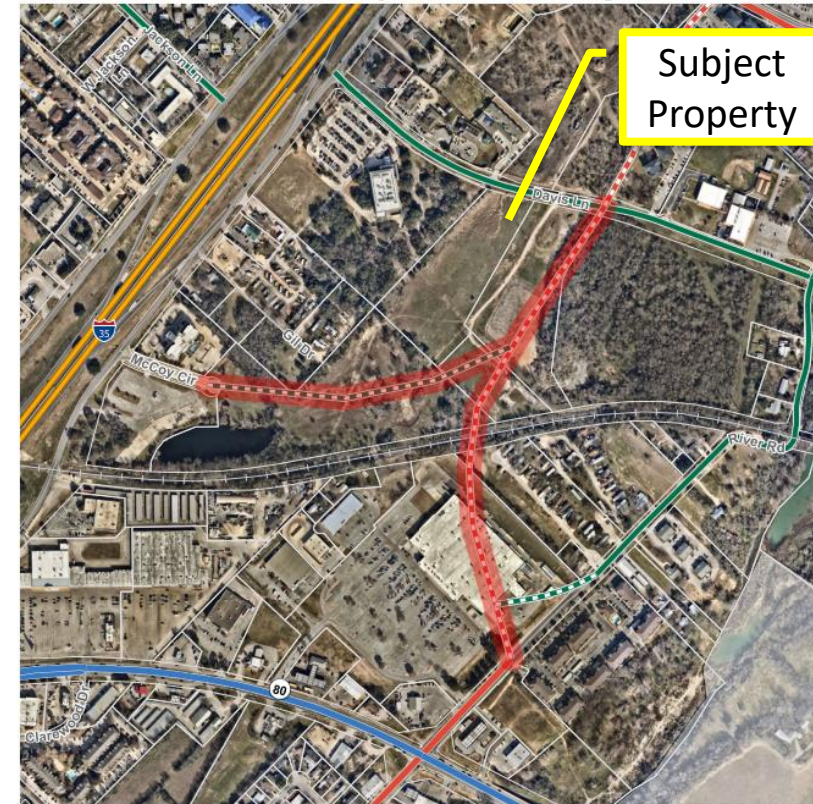 Jackson Ln
W Jackson
Ln
Subject
Property
Davis Ln
35
Gil Dr
McCoy Cir
River Rd
80
Clarewood Dr